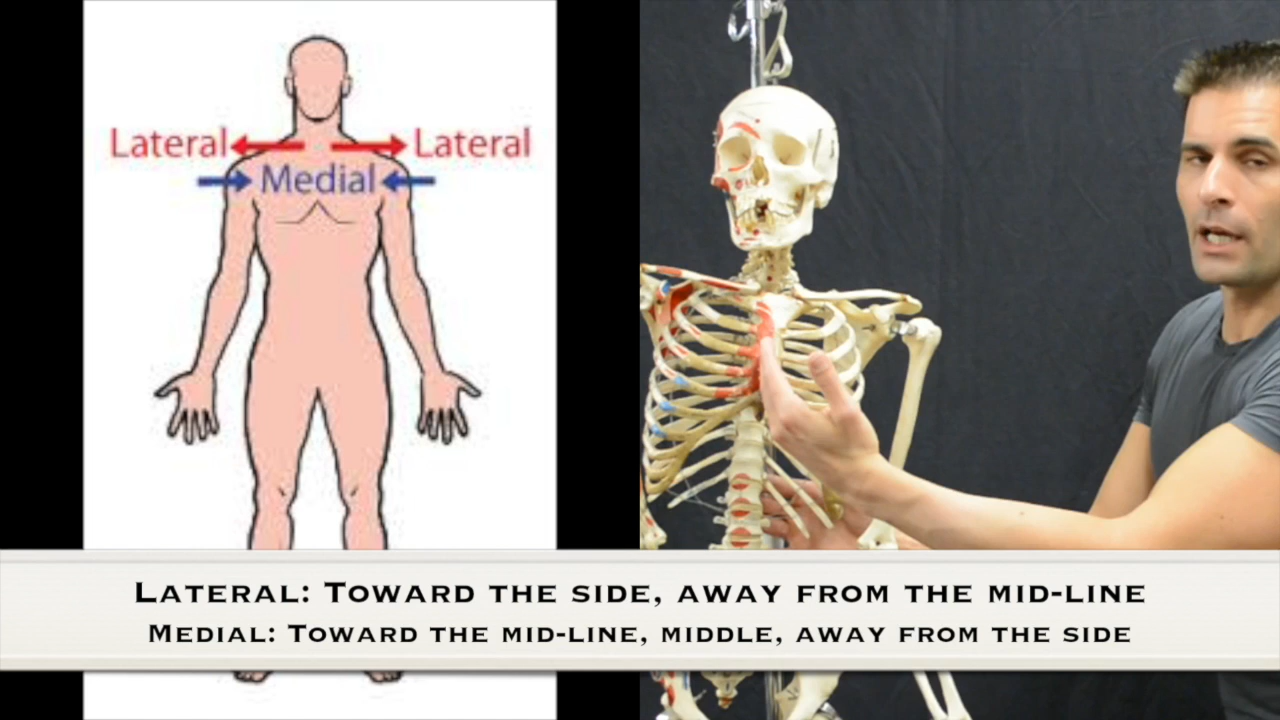 Lateral Lateral
Medial
LATERAL: TOWARD THE SIDE, AWAY FROM THE MID-LINE
MEDIAL: TOWARD THE MID-LINE, MIDDLE, AWAY FROM THE SIDE